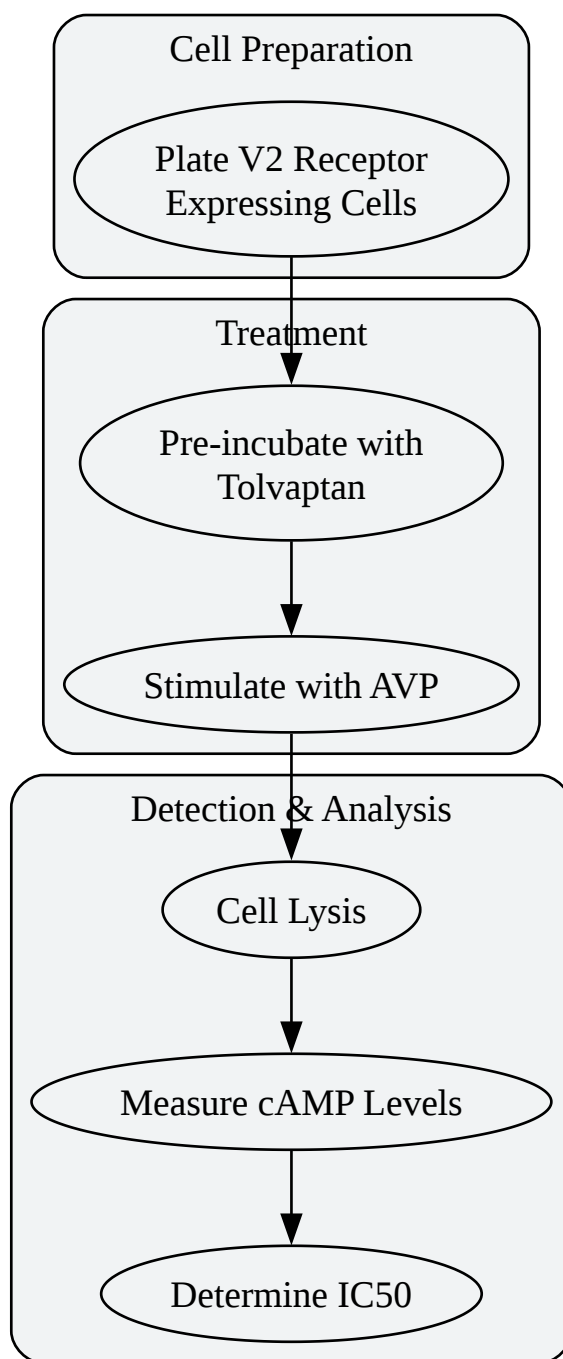 Cell Preparation
Plate V2 Receptor
Expressing Cells
Treatment
Pre-incubate with
Tolvaptan
Stimulate with AVP
Detection & Analysis
Cell Lysis
Measure cAMP Levels
Determine IC50